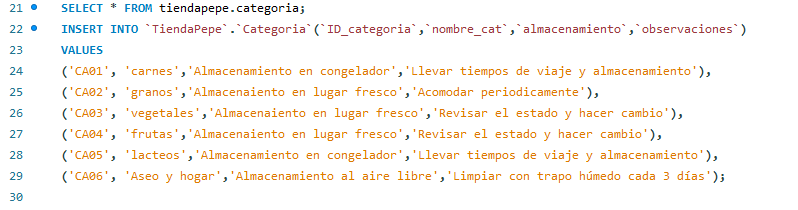 21 SELECT * FROM tiendapepe.categoria;
22 INSERT INTO `TiendaPepe`.`Categoria`(`ID_categoria`,`nombre_cat`,`almacenamiento`,`observaciones`)
23 VALUES
24 ('CA01', 'carnes','Almacenamiento en congelador','Llevar tiempos de viaje y almacenamiento'),
25 ('CA02', 'granos','Almacenaiento en lugar fresco','Acomodar periodicamente'),
26 ('CA03', 'vegetales','Almacenaiento en lugar fresco','Revisar el estado y hacer cambio'),
27 ('CA04', 'frutas','Almacenaiento en lugar fresco','Revisar el estado y hacer cambio'),
28 ('CA05', 'lacteos','Almacenamiento en congelador','Llevar tiempos de viaje y almacenamiento'),
29 ('CA06', 'Aseo y hogar','Almacenamiento al aire libre','Limpiar con trapo húmedo cada 3 días');
30